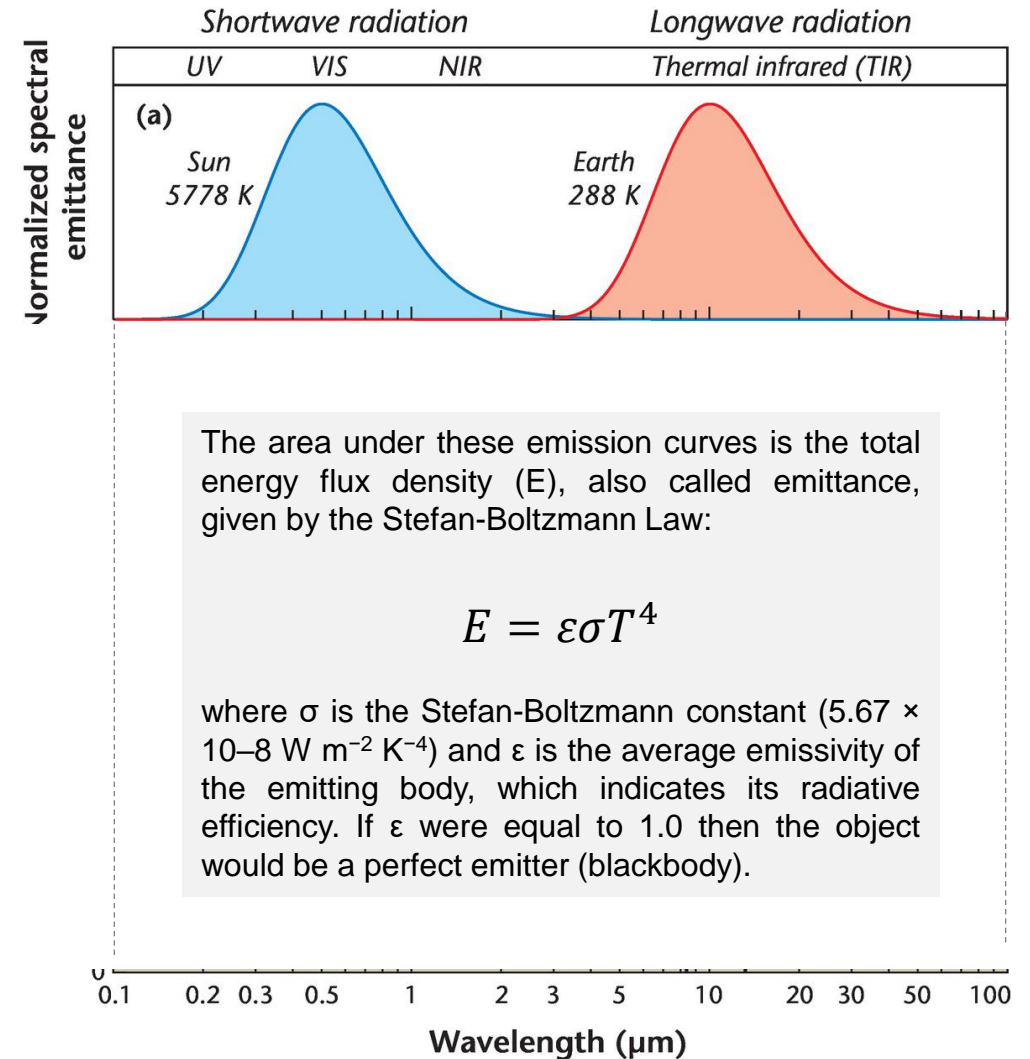 Shortwave radiation Longwave radiation
UV VIS NIR Thermal infrared (TIR)
Normalized spectral
emittance
(a)
Sun
5778 K
Earth
288 K
The area under these emission curves is the total
energy flux density (E), also called emittance,
given by the Stefan-Boltzmann Law:
E = εσT⁴
where σ is the Stefan-Boltzmann constant (5.67 ×
10–8 W m⁻² K⁻⁴) and ε is the average emissivity of
the emitting body, which indicates its radiative
efficiency. If ε were equal to 1.0 then the object
would be a perfect emitter (blackbody).
0
0.1 0.2 0.3 0.5 1 2 3 5 10 20 30 50 100
Wavelength (μm)